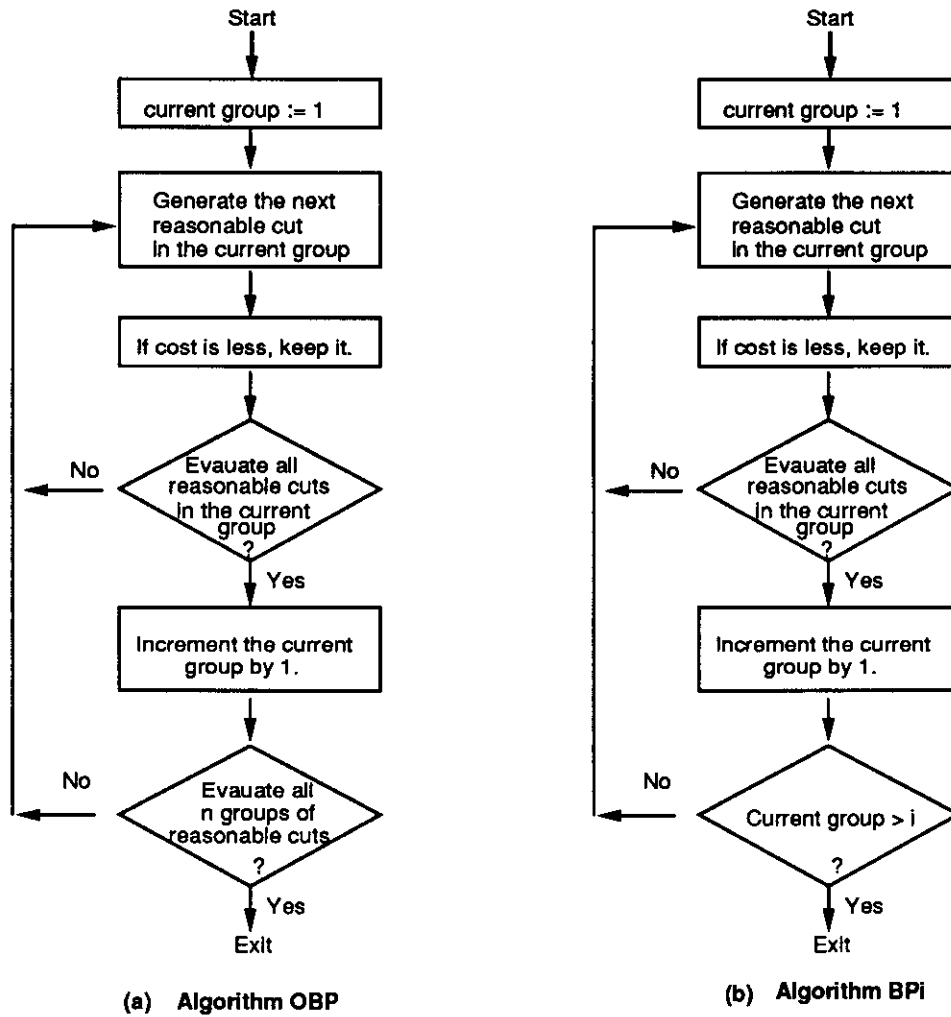 Start
current group := 1
Generate the next
reasonable cut
in the current group
If cost is less, keep it.
No
Evauate all
reasonable cuts
in the current
group
?
Yes
Increment the current
group by 1.
No
Evauate all
n groups of
reasonable cuts
?
Yes
Exit
(a) Algorithm OBP
Start
current group := 1
Generate the next
reasonable cut
in the current group
If cost is less, keep it.
No
Evauate all
reasonable cuts
in the current
group
?
Yes
Increment the current
group by 1.
No
Current group > i
?
Yes
Exit
(b) Algorithm BPi